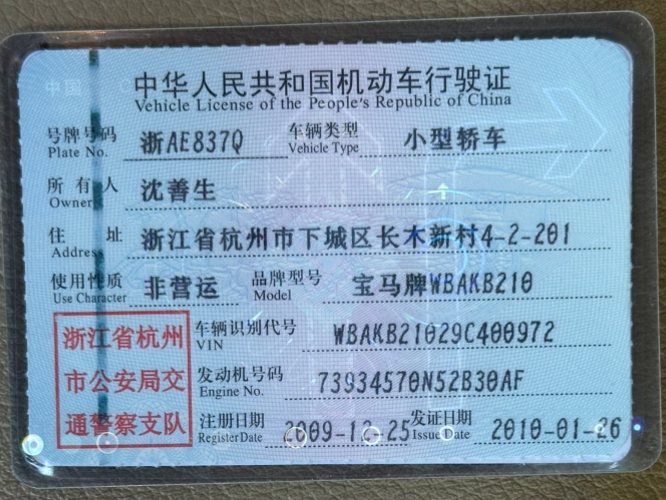 中国
中华人民共和国机动车行驶证
Vehicle License of the People's Republic of China
号牌号码 浙AE837Q 车辆类型 小型轿车
Plate No. Vehicle Type
所有人 沈善生
Owner
住址 浙江省杭州市下城区长木新村4-2-201
Address
使用性质 非营运 品牌型号 宝马牌WBAKB210
Use Character Model
浙江省杭州 车辆识别代号 WBAKB21029C400972
VIN
市公安局交 发动机号码 73934570N52B30AF
Engine No.
通警察支队 注册日期 2009-12-25 发证日期 2010-01-26
Register Date Issue Date